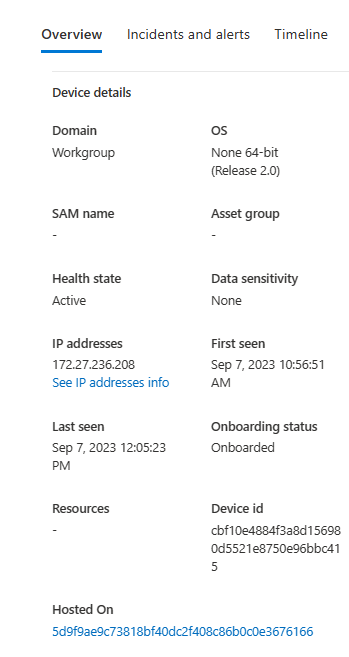 Overview Incidents and alerts Timeline
Device details
Domain OS
Workgroup None 64-bit
(Release 2.0)
SAM name Asset group
- -
Health state Data sensitivity
Active None
IP addresses First seen
172.27.236.208 Sep 7, 2023 10:56:51
See IP addresses info AM
Last seen Onboarding status
Sep 7, 2023 12:05:23 Onboarded
PM
Resources Device id
- cbf10e4884f3a8d15698
0d5521e8750e96bbc41
5
Hosted On
5d9f9ae9c73818bf40dc2f408c86b0c0e3676166